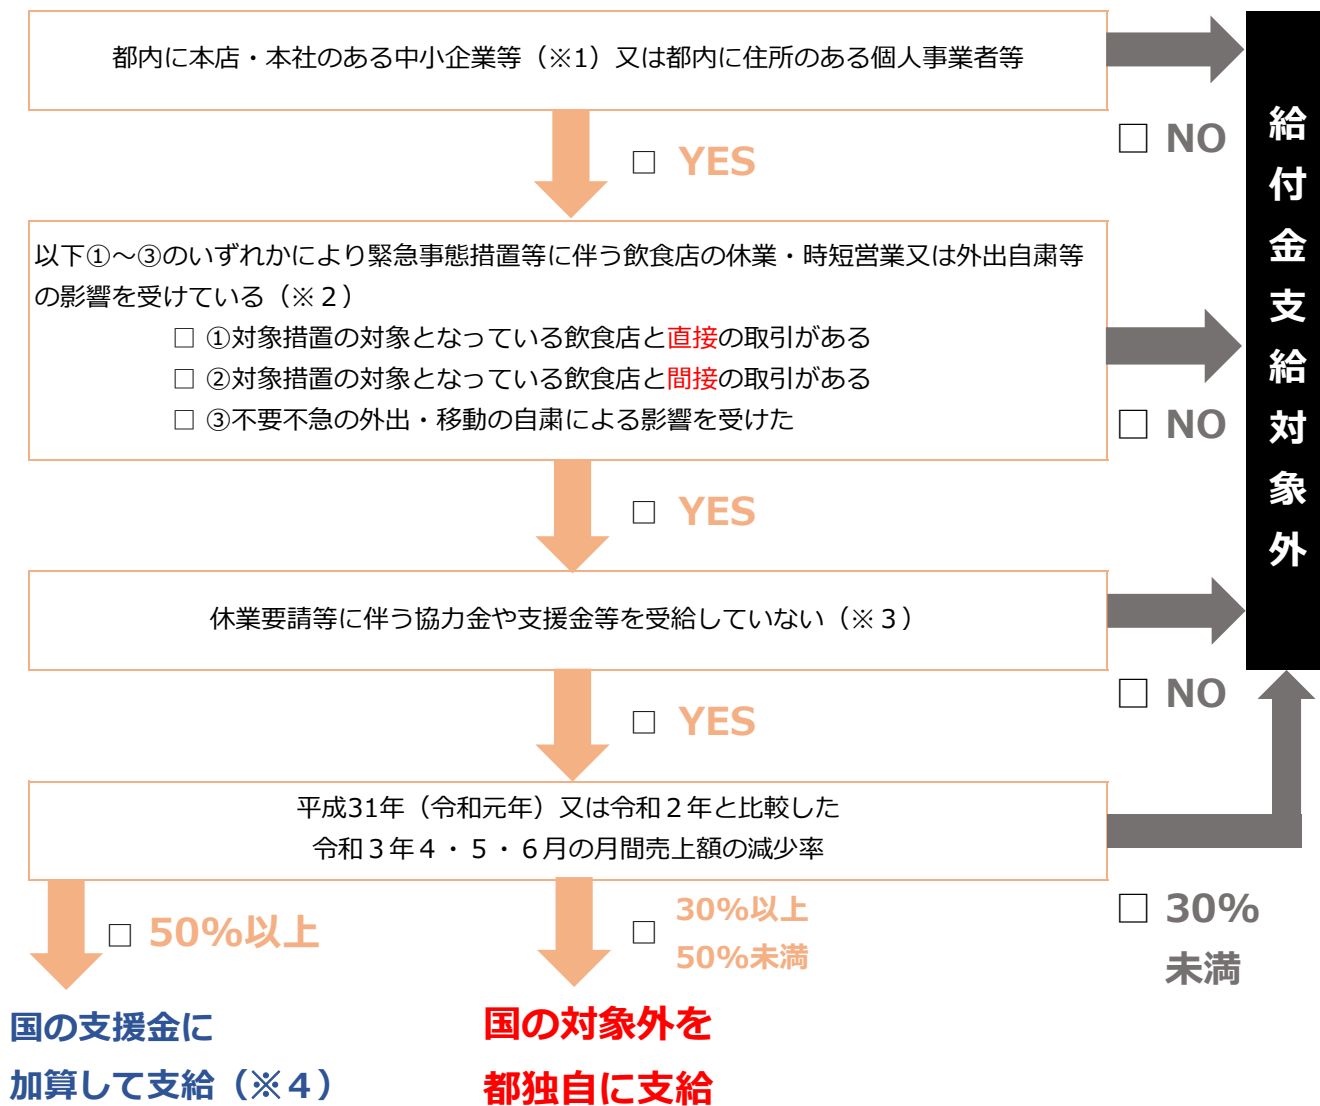 都内に本店・本社のある中小企業等（※1）又は都内に住所のある個人事業者等
□ NO
□ YES
以下①～③のいずれかにより緊急事態措置等に伴う飲食店の休業・時短営業又は外出自粛等
の影響を受けている（※２）
□ ①対象措置の対象となっている飲食店と直接の取引がある
□ ②対象措置の対象となっている飲食店と間接の取引がある
□ ③不要不急の外出・移動の自粛による影響を受けた
□ NO
□ YES
休業要請等に伴う協力金や支援金等を受給していない（※３）
□ NO
□ YES
平成31年（令和元年）又は令和２年と比較した
令和３年４・５・６月の月間売上額の減少率
□ 50%以上
□ 30%以上
50%未満
□ 30%
未満
国の支援金に
加算して支給（※４）
国の対象外を
都独自に支給
給付金支給対象外